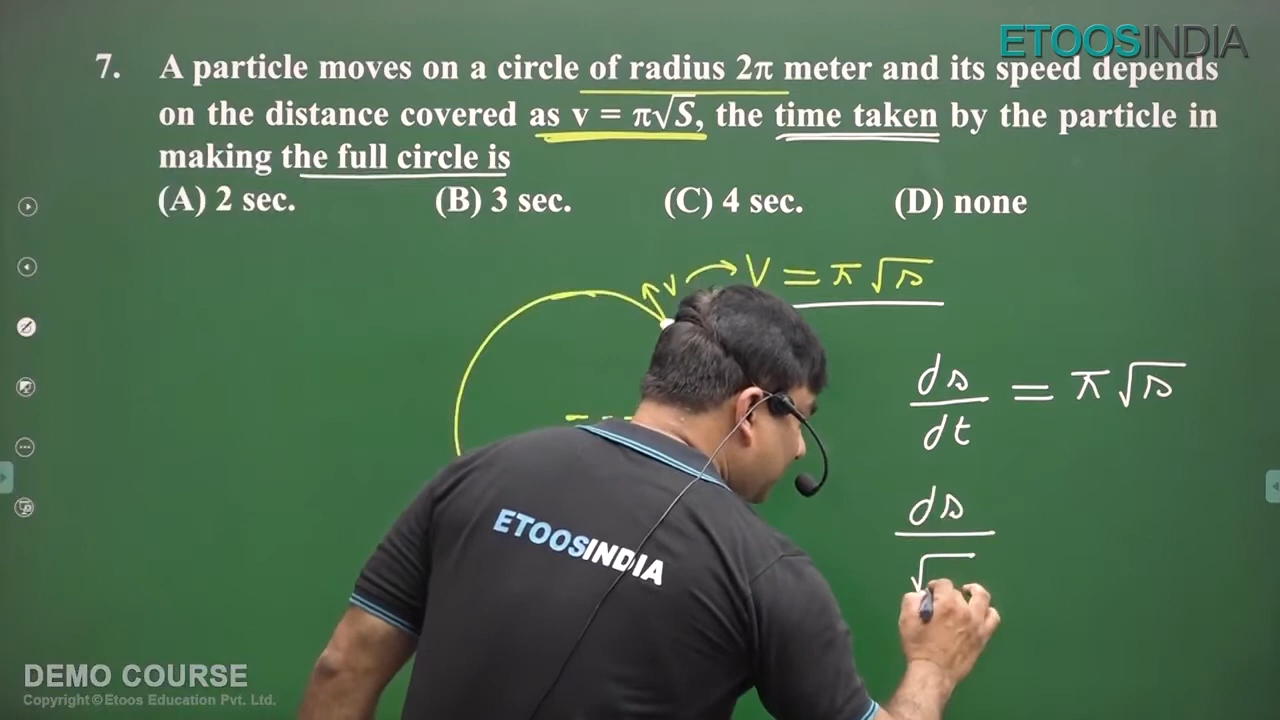 ETOOSINDIA
7. A particle moves on a circle of radius 2π meter and its speed depends
on the distance covered as v = π√S, the time taken by the particle in
making the full circle is
(A) 2 sec. (B) 3 sec. (C) 4 sec. (D) none
v → V = π√s
ds/dt = π√s
ds/√
ETOOSINDIA
DEMO COURSE
Copyright © Etoos Education Pvt. Ltd.